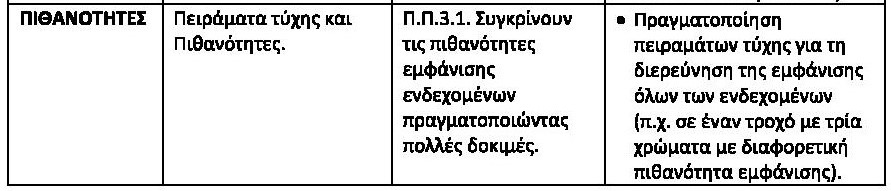 ΠΙΘΑΝΟΤΗΤΕΣ
Πειράματα τύχης και
Πιθανότητες.
Π.Π.3.1. Συγκρίνουν
τις πιθανότητες
εμφάνισης
ενδεχομένων
πραγματοποιώντας
πολλές δοκιμές.
• Πραγματοποίηση
πειραμάτων τύχης για τη
διερεύνηση της εμφάνισης
όλων των ενδεχομένων
(π.χ. σε έναν τροχό με τρία
χρώματα με διαφορετική
πιθανότητα εμφάνισης).